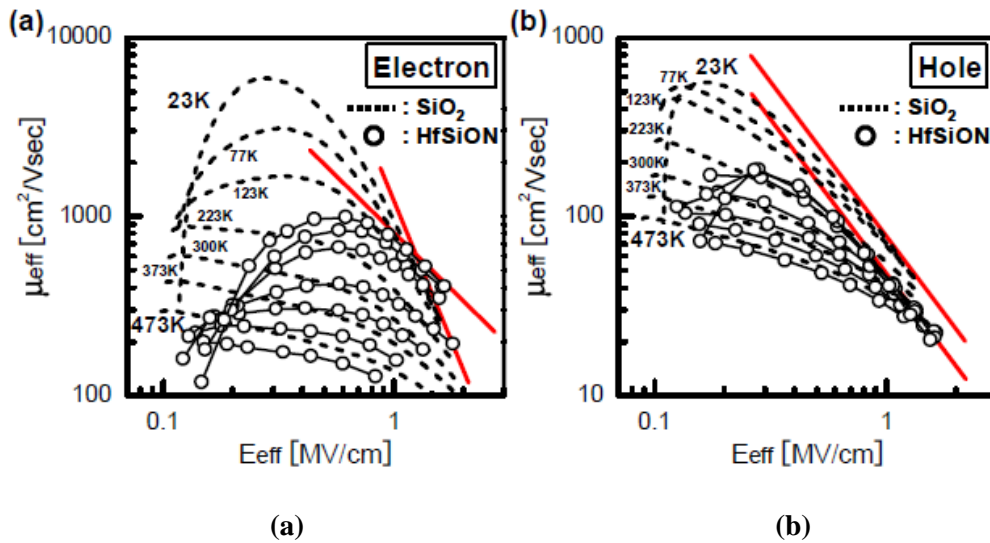 (a)
10000
1000
100
μeff [cm²/Vsec]
Electron
: SiO₂
: HfSiON
23K
77K
123K
223K
300K
373K
473K
0.1
1
Eeff [MV/cm]
(b)
1000
100
10
μeff [cm²/Vsec]
Hole
: SiO₂
: HfSiON
23K
77K
123K
223K
300K
373K
473K
0.1
1
Eeff [MV/cm]
(a)
(b)